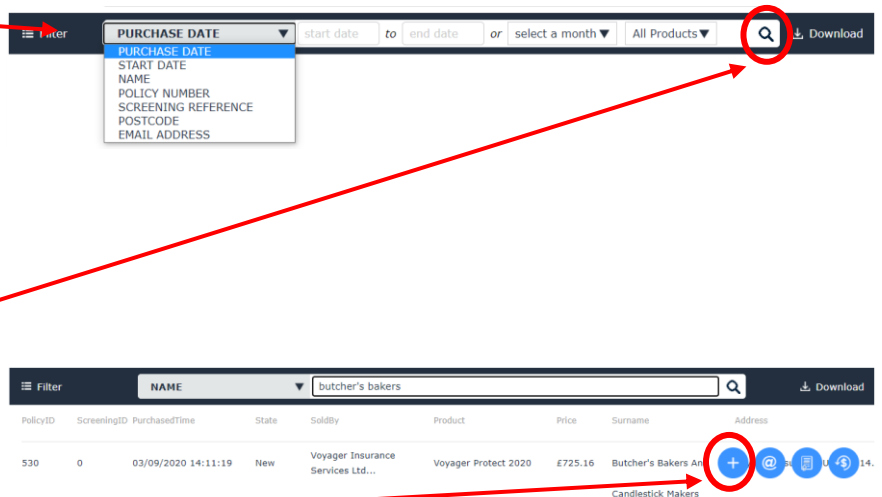 Filter PURCHASE DATE start date to end date or select a month All Products Download
PURCHASE DATE
START DATE
NAME
POLICY NUMBER
SCREENING REFERENCE
POSTCODE
EMAIL ADDRESS
Filter NAME butcher's bakers Download
PolicyID ScreeningID PurchasedTime State SoldBy Product Price Surname Address
530 0 03/09/2020 14:11:19 New Voyager Insurance Voyager Protect 2020 £725.16 Butcher's Bakers 14.
Services Ltd...
Candlestick Makers